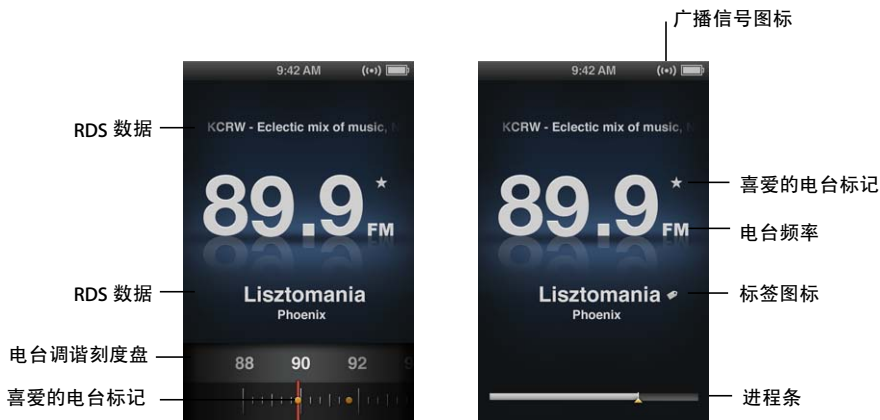 广播信号图标
9:42 AM
9:42 AM
RDS 数据
KCRW - Eclectic mix of music,
KCRW - Eclectic mix of music,
89.9
FM
89.9
FM
喜爱的电台标记
电台频率
RDS 数据
Lisztomania
Phoenix
Lisztomania
Phoenix
标签图标
电台调谐刻度盘
88 90 92
喜爱的电台标记
进程条